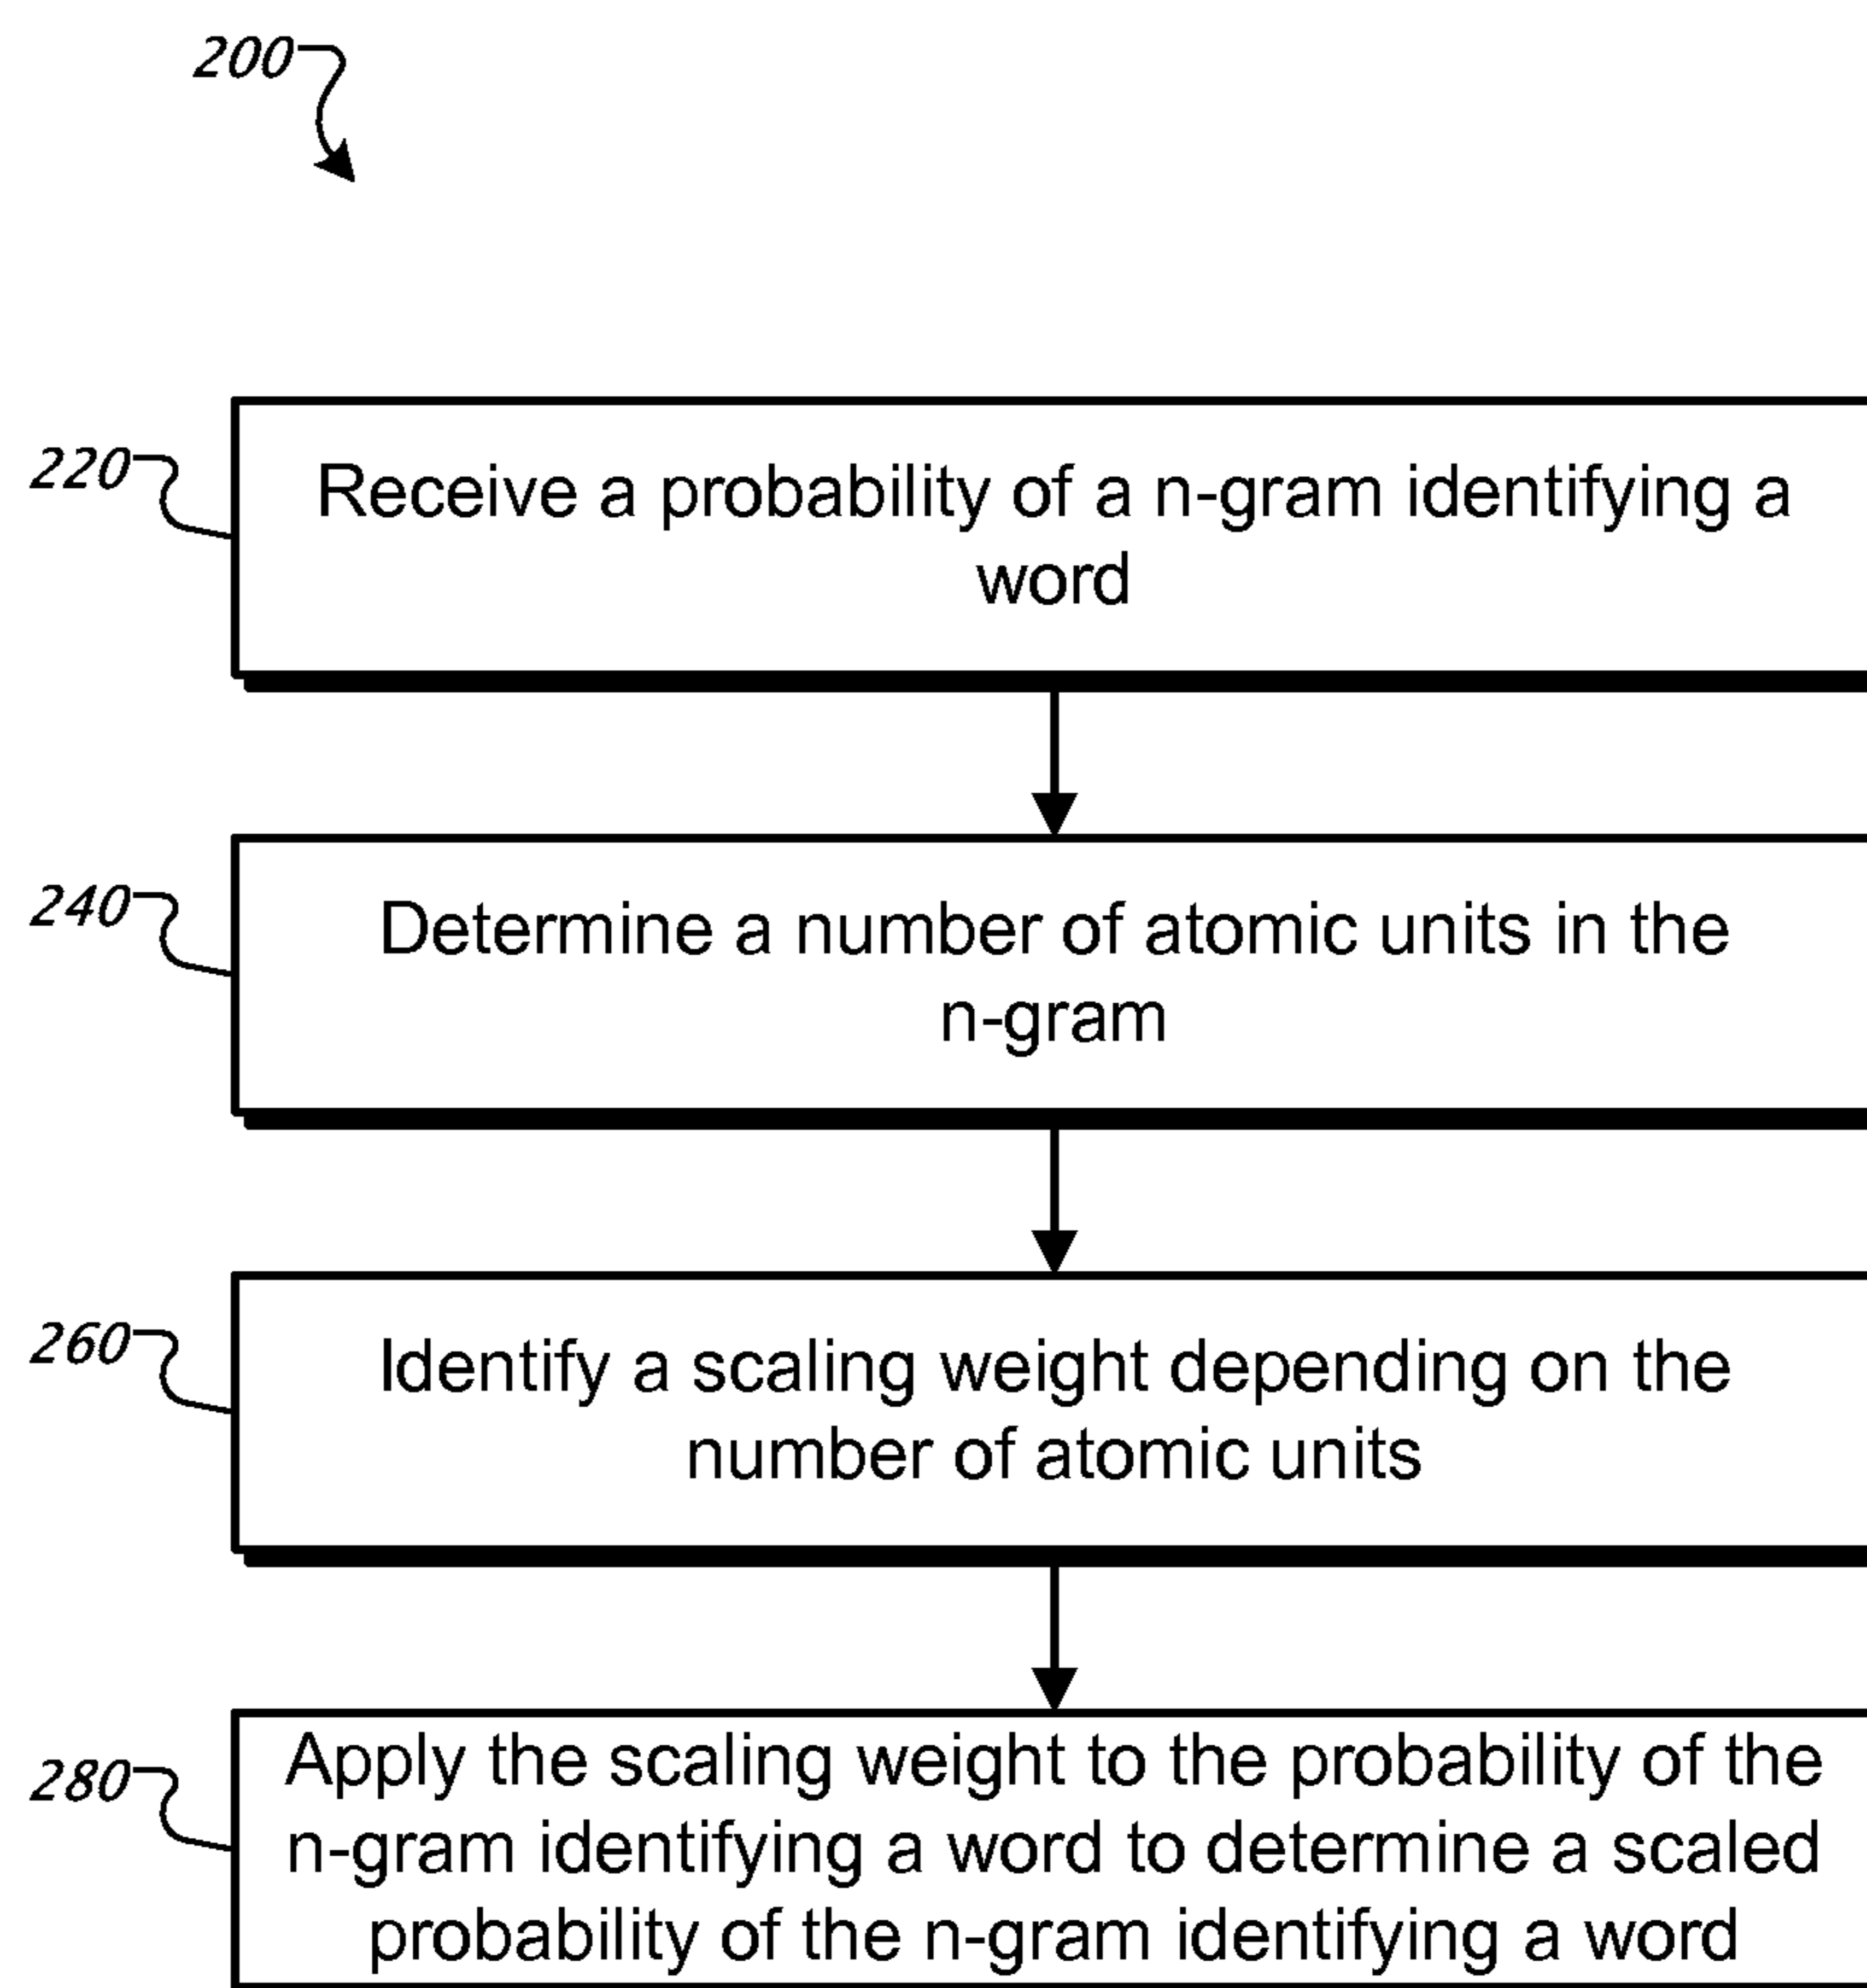 200
220
Receive a probability of a n-gram identifying a
word
240
Determine a number of atomic units in the
n-gram
260
Identify a scaling weight depending on the
number of atomic units
280
Apply the scaling weight to the probability of the
n-gram identifying a word to determine a scaled
probability of the n-gram identifying a word